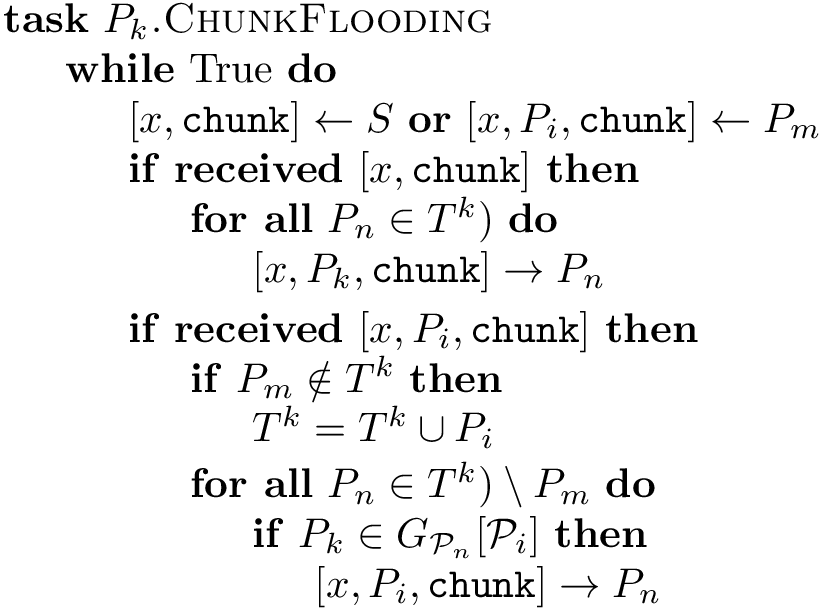 task P_k.CHUNKFLOODING
while True do
[x, chunk] ← S or [x, P_i, chunk] ← P_m
if received [x, chunk] then
for all P_n ∈ T^k) do
[x, P_k, chunk] → P_n
if received [x, P_i, chunk] then
if P_m ∉ T^k then
T^k = T^k ∪ P_i
for all P_n ∈ T^k) \ P_m do
if P_k ∈ G_{𝒫_n}[𝒫_i] then
[x, P_i, chunk] → P_n